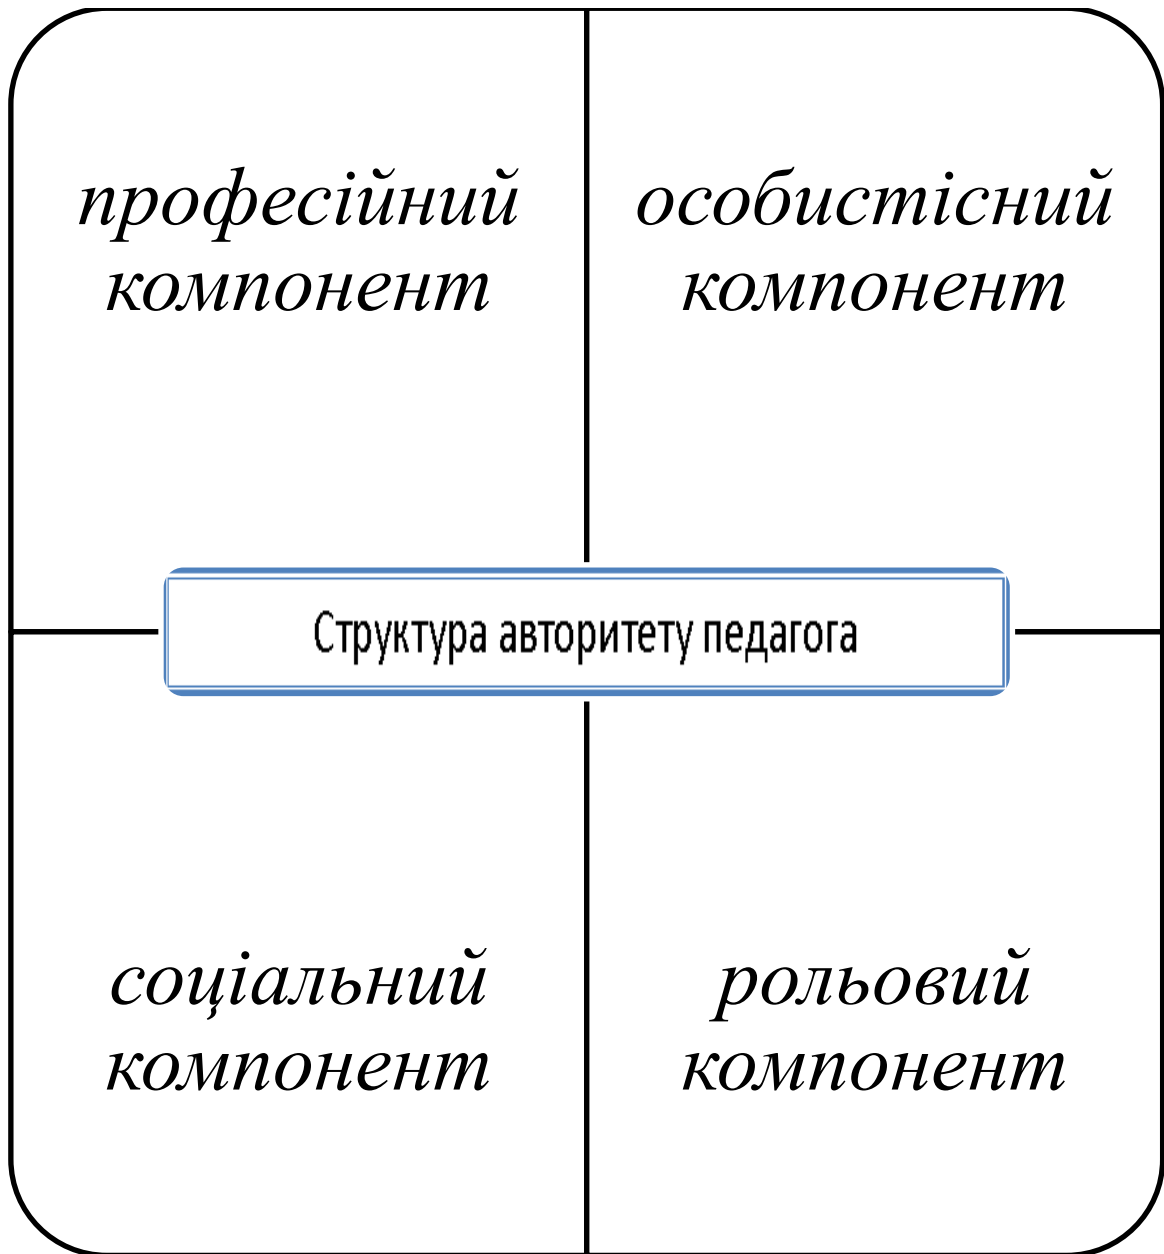 професійний
компонент
особистісний
компонент
Структура авторитету педагога
соціальний
компонент
рольовий
компонент